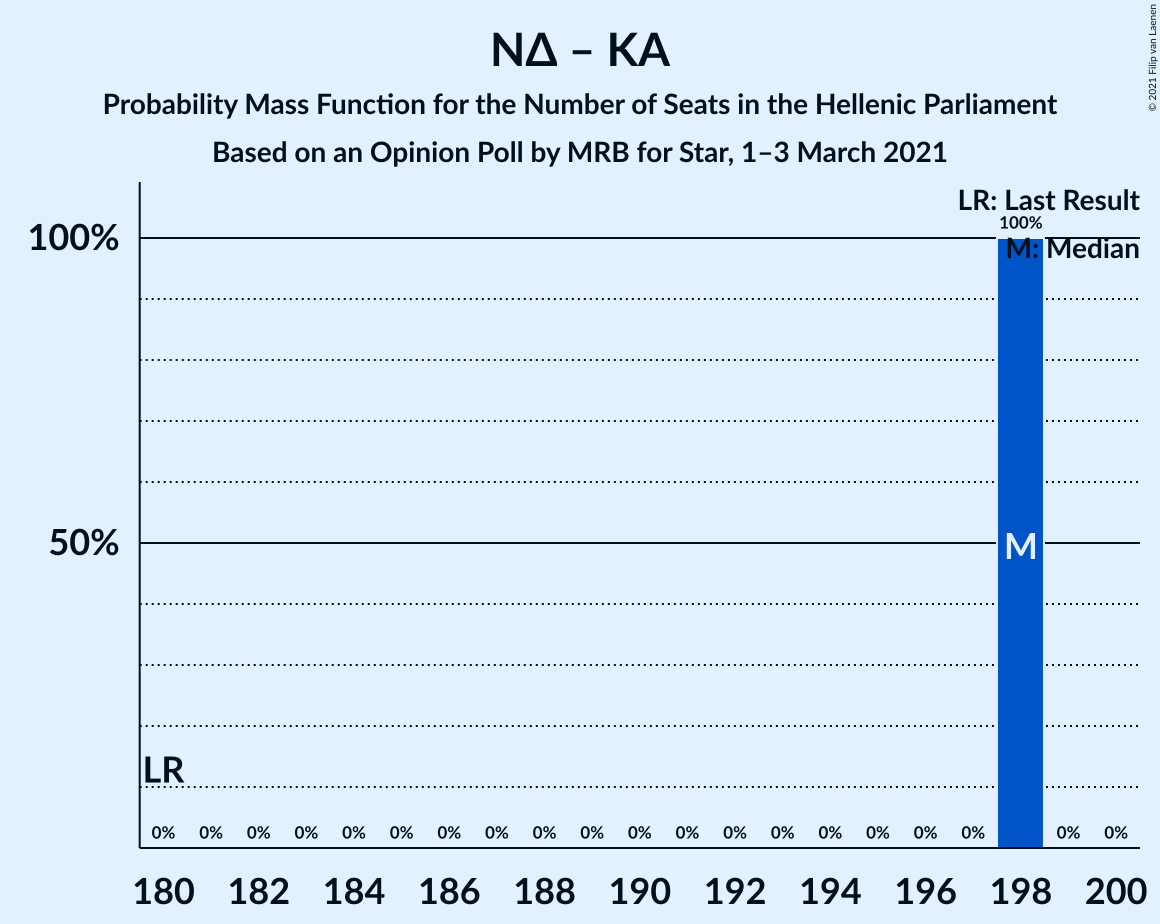 ΝΔ – ΚΑ
Probability Mass Function for the Number of Seats in the Hellenic Parliament
Based on an Opinion Poll by MRB for Star, 1–3 March 2021
© 2021 Filip van Laenen
LR: Last Result
100%
M: Median
100%
50%
M
LR
0% 0% 0% 0% 0% 0% 0% 0% 0% 0% 0% 0% 0% 0% 0% 0% 0% 0% 0% 0%
180 182 184 186 188 190 192 194 196 198 200